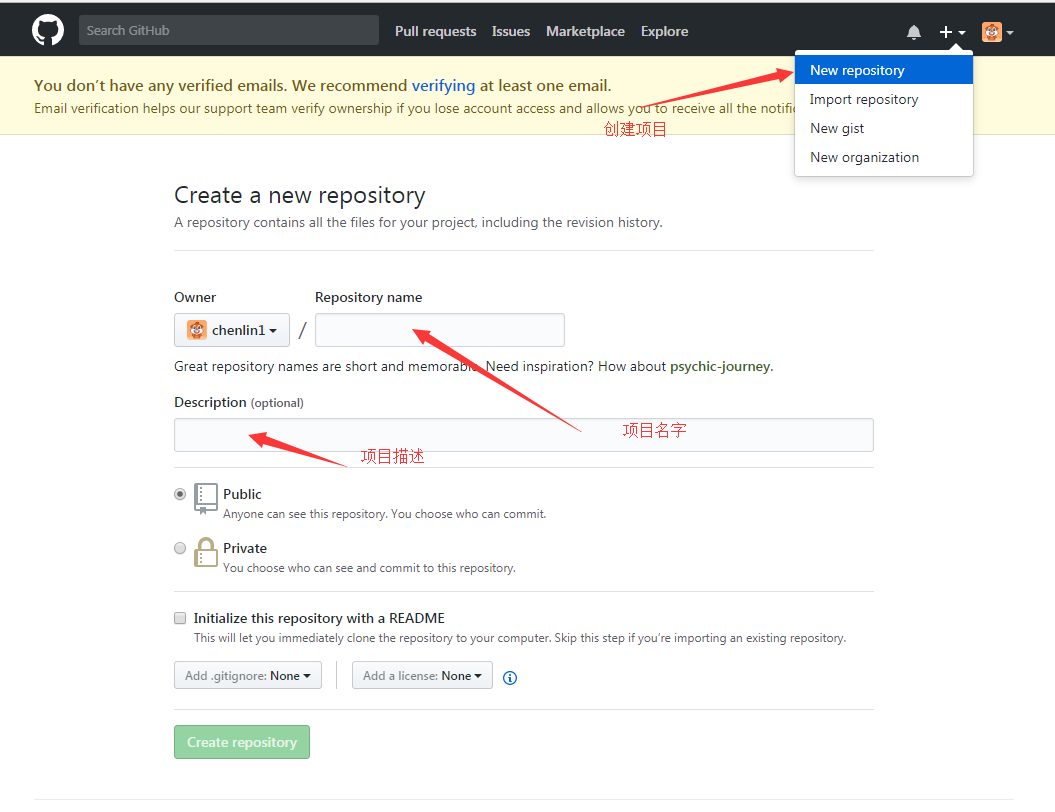 Search GitHub
Pull requests Issues Marketplace Explore
New repository
Import repository
New gist
New organization
You don’t have any verified emails. We recommend verifying at least one email.
Email verification helps our support team verify ownership if you lose account access and allows you to receive all the
创建项目
Create a new repository
A repository contains all the files for your project, including the revision history.
Owner Repository name
chenlin1 /
Great repository names are short and memorable. Need inspiration? How about psychic-journey.
Description (optional)
项目名字
项目描述
Public
Anyone can see this repository. You choose who can commit.
Private
You choose who can see and commit to this repository.
Initialize this repository with a README
This will let you immediately clone the repository to your computer. Skip this step if you’re importing an existing repository.
Add .gitignore: None Add a license: None
Create repository